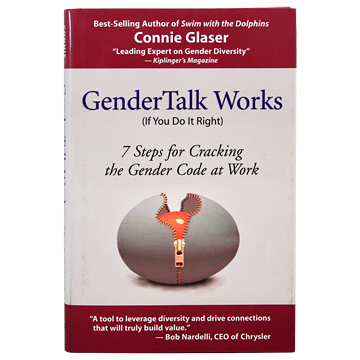 Best-Selling Author of Swim with the Dolphins
Connie Glaser
“Leading Expert on Gender Diversity”
— Kiplinger’s Magazine
GenderTalk Works
(If You Do It Right)
7 Steps for Cracking
the Gender Code at Work
“A tool to leverage diversity and drive connections
that will truly build value.”
— Bob Nardelli, CEO of Chrysler